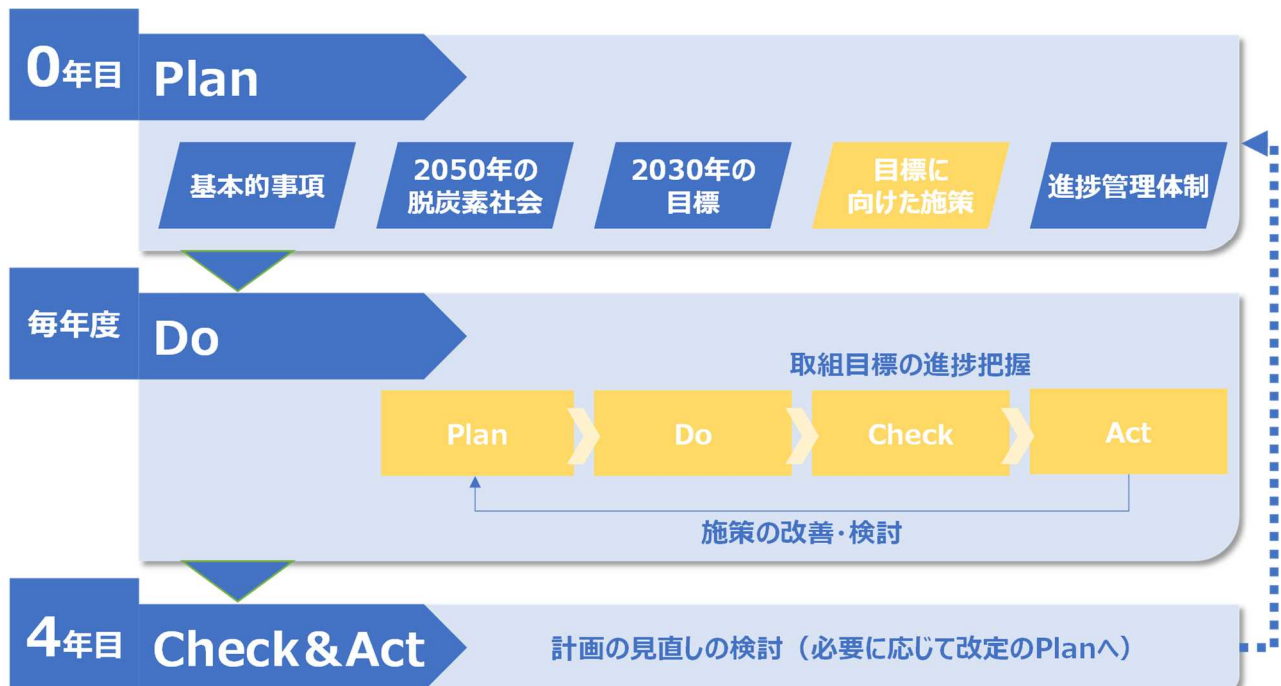 0年目
Plan
基本的事項
2050年の
脱炭素社会
2030年の
目標
目標に
向けた施策
進捗管理体制
毎年度
Do
取組目標の進捗把握
Plan
Do
Check
Act
施策の改善・検討
4年目
Check&Act
計画の見直しの検討（必要に応じて改定のPlanへ）